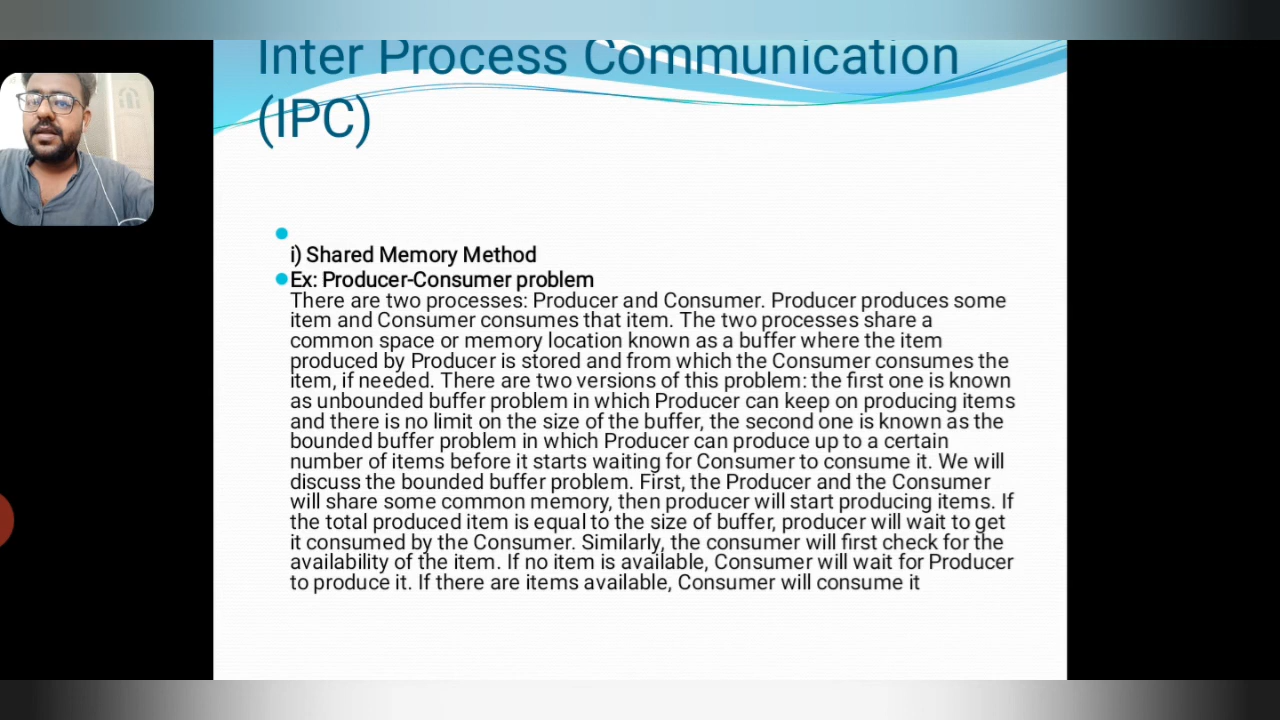 Inter Process Communication
(IPC)
i) Shared Memory Method
Ex: Producer-Consumer problem
There are two processes: Producer and Consumer. Producer produces some
item and Consumer consumes that item. The two processes share a
common space or memory location known as a buffer where the item
produced by Producer is stored and from which the Consumer consumes the
item, if needed. There are two versions of this problem: the first one is known
as unbounded buffer problem in which Producer can keep on producing items
and there is no limit on the size of the buffer, the second one is known as the
bounded buffer problem in which Producer can produce up to a certain
number of items before it starts waiting for Consumer to consume it. We will
discuss the bounded buffer problem. First, the Producer and the Consumer
will share some common memory, then producer will start producing items. If
the total produced item is equal to the size of buffer, producer will wait to get
it consumed by the Consumer. Similarly, the consumer will first check for the
availability of the item. If no item is available, Consumer will wait for Producer
to produce it. If there are items available, Consumer will consume it